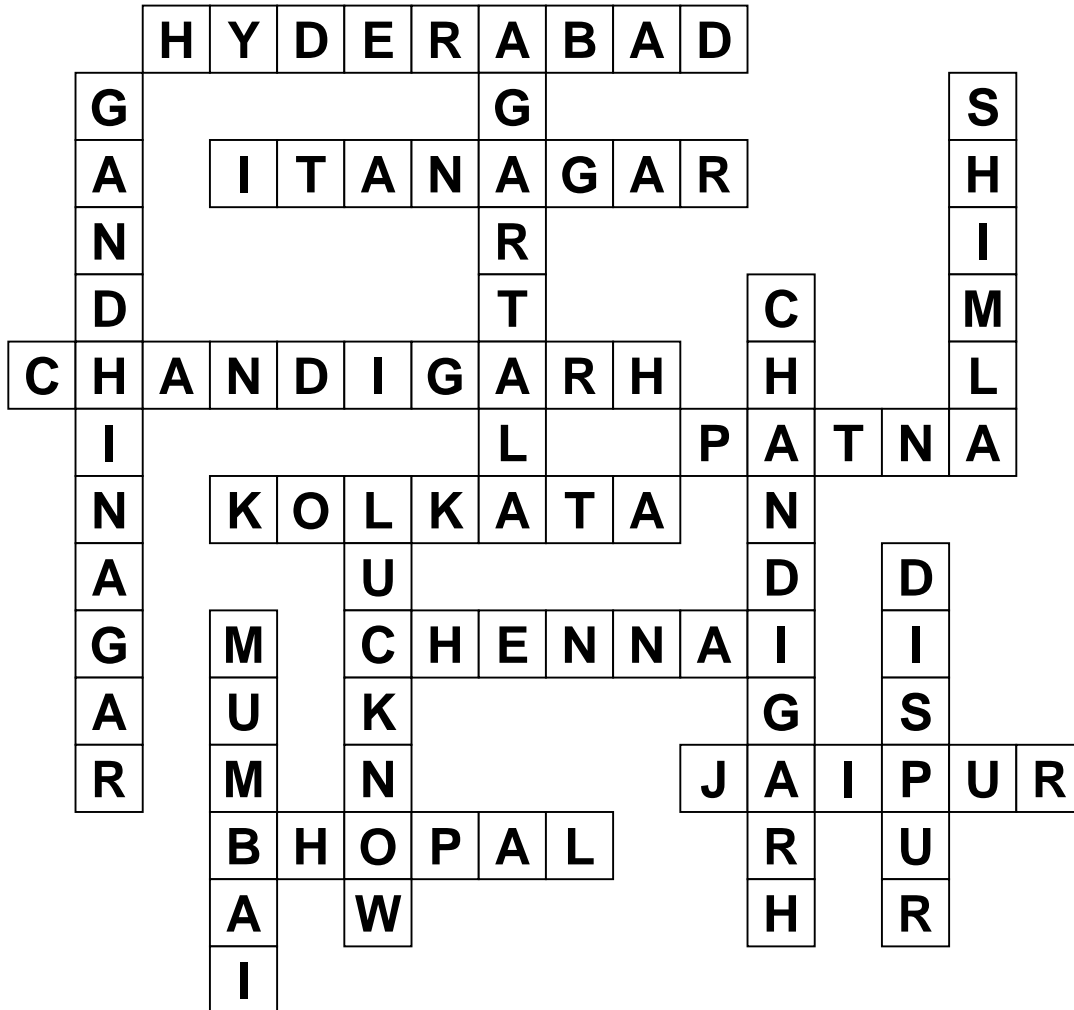 HYDERABAD
AGARTALA
GANDHINAGAR
SHIMLA
ITANAGAR
CHANDIGARH
CHANDIGARH
PATNA
KOLKATA
LUCKNOW
DISPUR
MUMBAI
CHENNAI
JAIPUR
BHOPAL